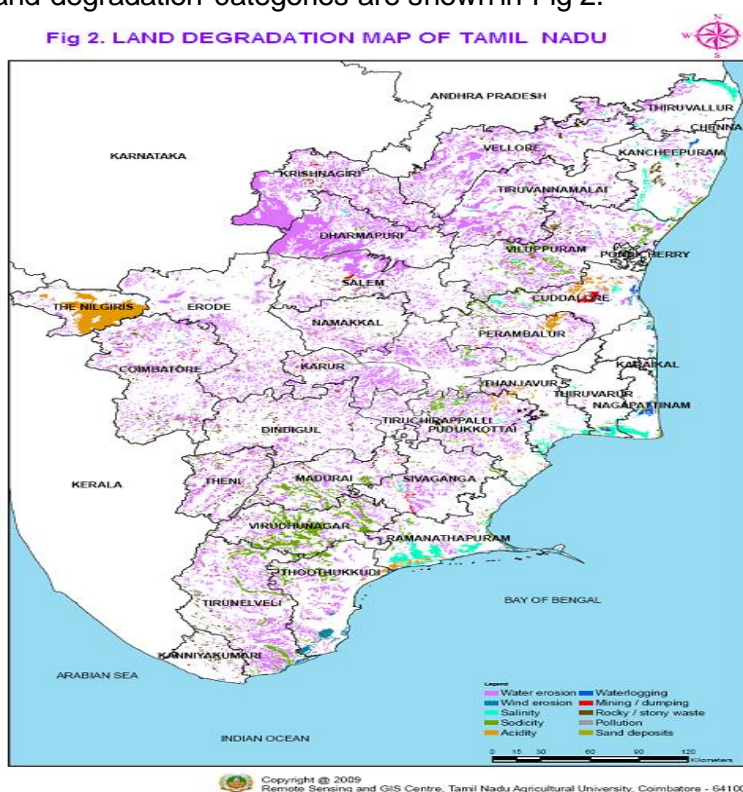 and degradation categories are shown in Fig 2.
Fig 2. LAND DEGRADATION MAP OF TAMIL NADU
N
W
E
S
ANDHRA PRADESH
THIRUVALLUR
CHENNA
KARNATAKA
VELLORE
KANCHEEPURAM
KRISHNAGIRI
TIRUVANNAMALAI
DHARMAPURI
VILUPPURAM
SALEM
CUDDALORE
THE NILGIRIS
ERODE
NAMAKKAL
PERAMBALUR
COIMBATORE
KARUR
KARAIKAL
THANJAVUR
THIRUVARUR
NAGAPATTINAM
TIRUCHIRAPPALLI
PUDUKKOTTAI
DINDIGUL
KERALA
THENI
MADURAI
SIVAGANGA
VIRUDHUNAGAR
RAMANATHAPURAM
THOOTHUKKUDI
TIRUNELVELI
BAY OF BENGAL
KANNIYAKUMARI
ARABIAN SEA
INDIAN OCEAN
Legend
Water erosion Waterlogging
Wind erosion Mining / dumping
Salinity Rocky / stony waste
Sodicity Pollution
Acidity Sand deposits
0 15 30 60 90 120
Kilometers
Copyright @ 2009
Remote Sensing and GIS Centre, Tamil Nadu Agricultural University, Coimbatore - 64100